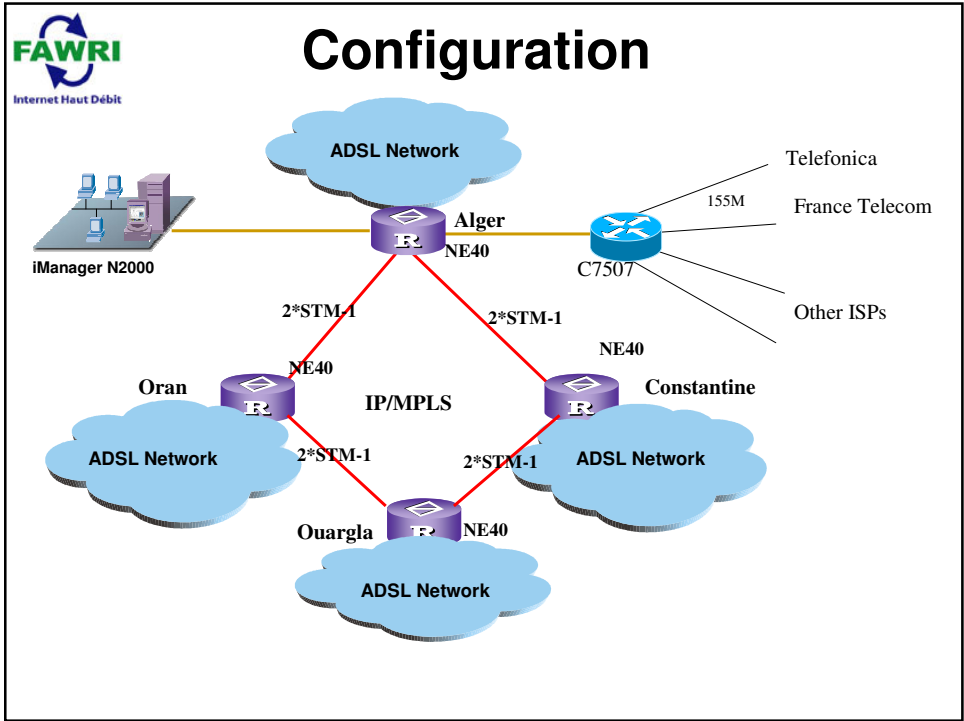 FAWRI
Internet Haut Débit
Configuration
ADSL Network
Telefonica
155M
France Telecom
Alger
R
NE40
C7507
iManager N2000
Other ISPs
2*STM-1
2*STM-1
NE40
NE40
Oran
R
IP/MPLS
R
Constantine
ADSL Network
2*STM-1
2*STM-1
ADSL Network
Ouargla
R
NE40
ADSL Network